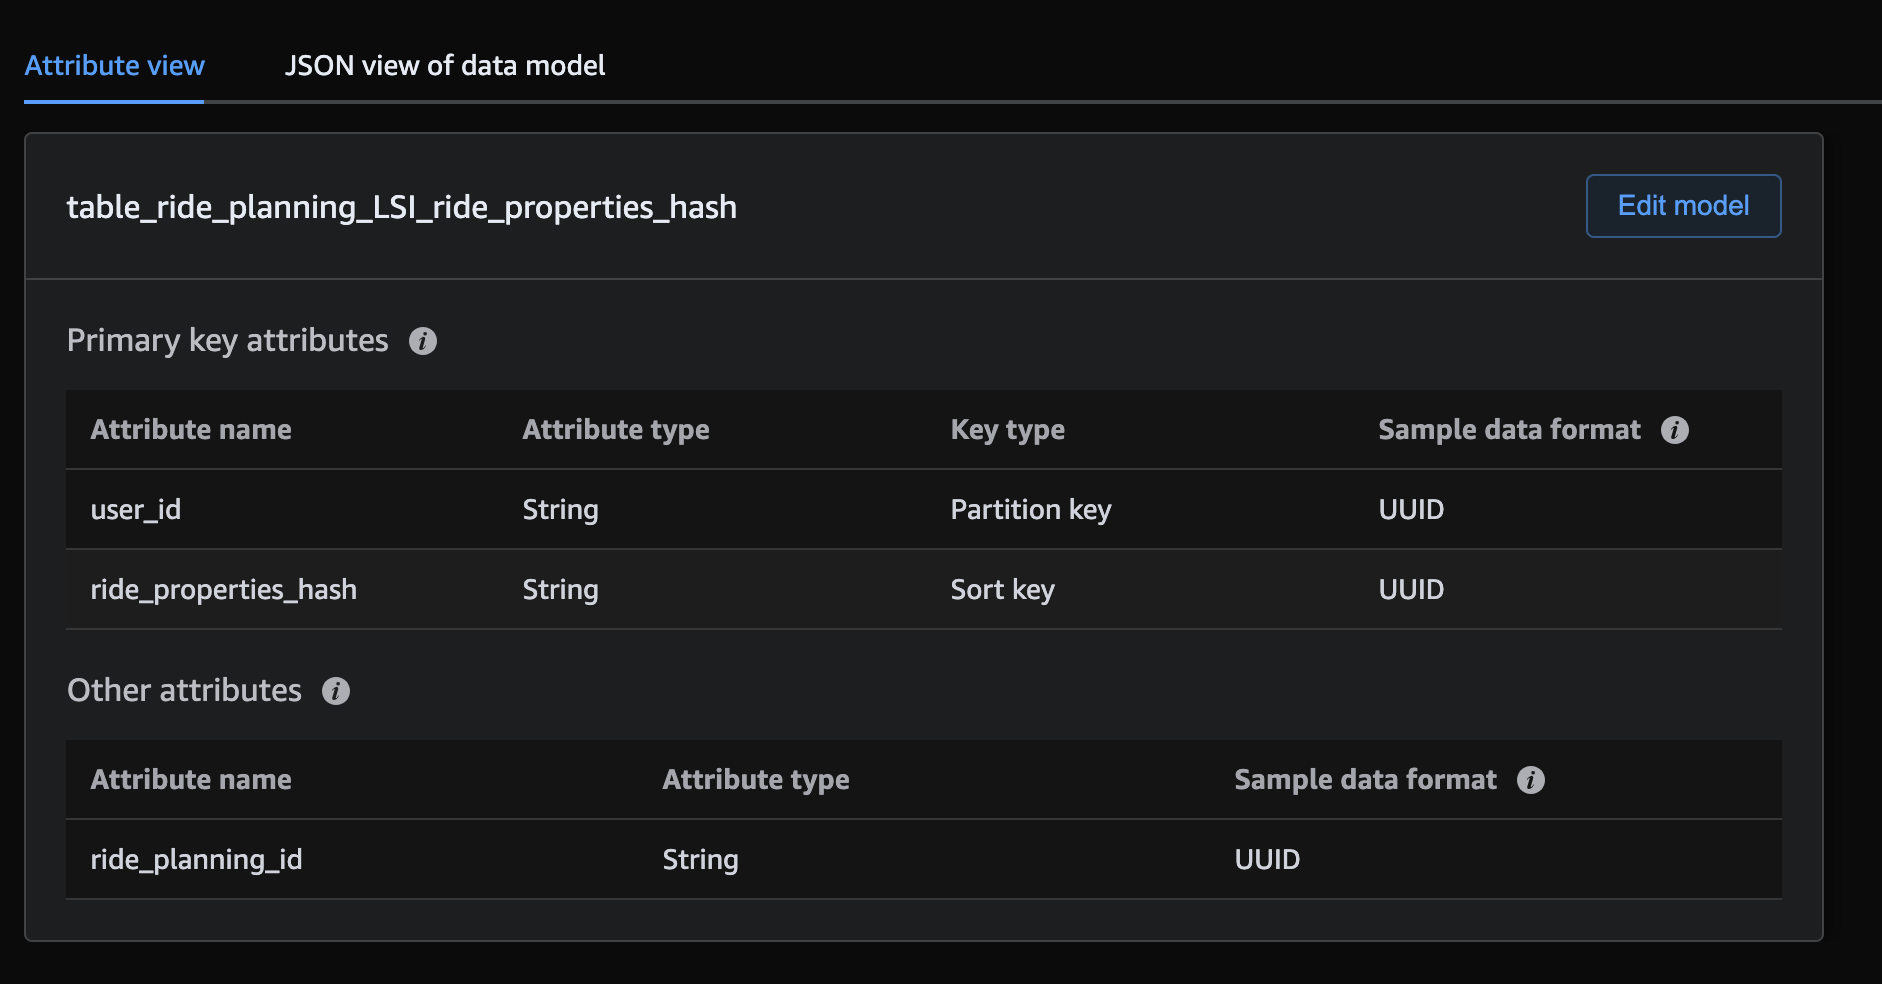 Attribute view JSON view of data model
table_ride_planning_LSI_ride_properties_hash Edit model
Primary key attributes i
Attribute name Attribute type Key type Sample data format i
user_id String Partition key UUID
ride_properties_hash String Sort key UUID
Other attributes i
Attribute name Attribute type Sample data format i
ride_planning_id String UUID